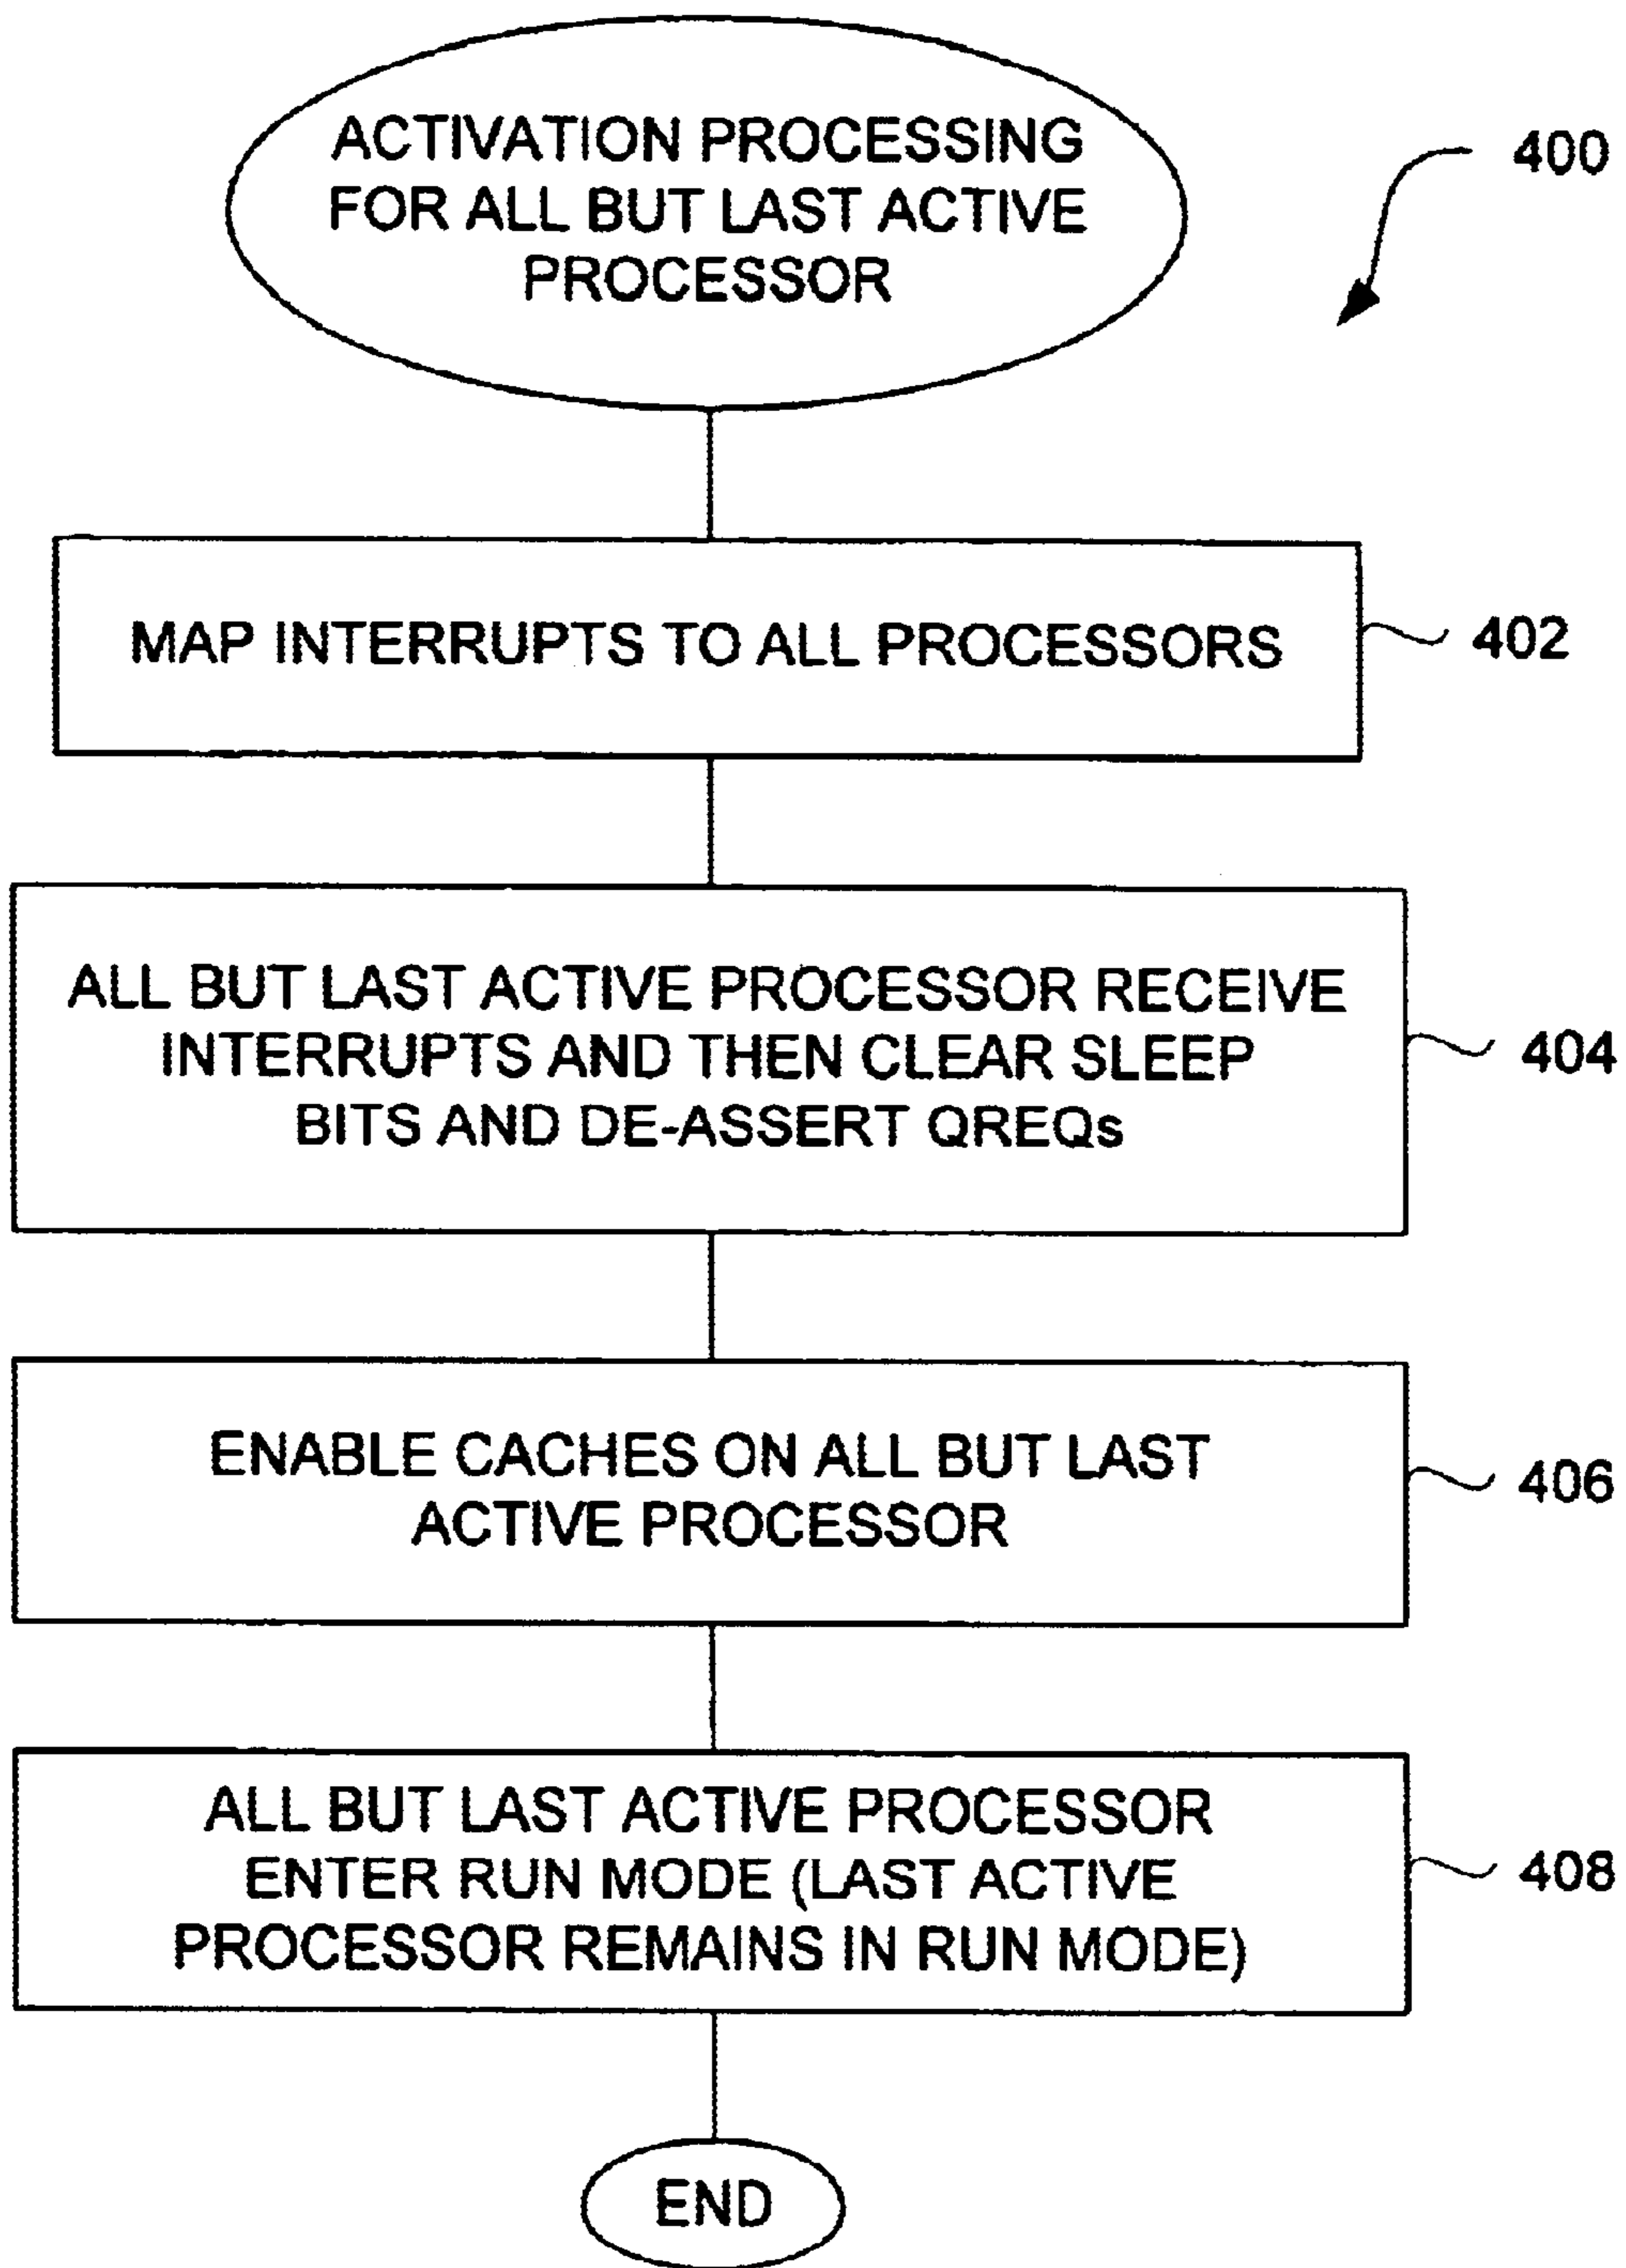 ACTIVATION PROCESSING
FOR ALL BUT LAST ACTIVE
PROCESSOR
400
MAP INTERRUPTS TO ALL PROCESSORS
402
ALL BUT LAST ACTIVE PROCESSOR RECEIVE
INTERRUPTS AND THEN CLEAR SLEEP
BITS AND DE-ASSERT QREQs
404
ENABLE CACHES ON ALL BUT LAST
ACTIVE PROCESSOR
406
ALL BUT LAST ACTIVE PROCESSOR
ENTER RUN MODE (LAST ACTIVE
PROCESSOR REMAINS IN RUN MODE)
408
END